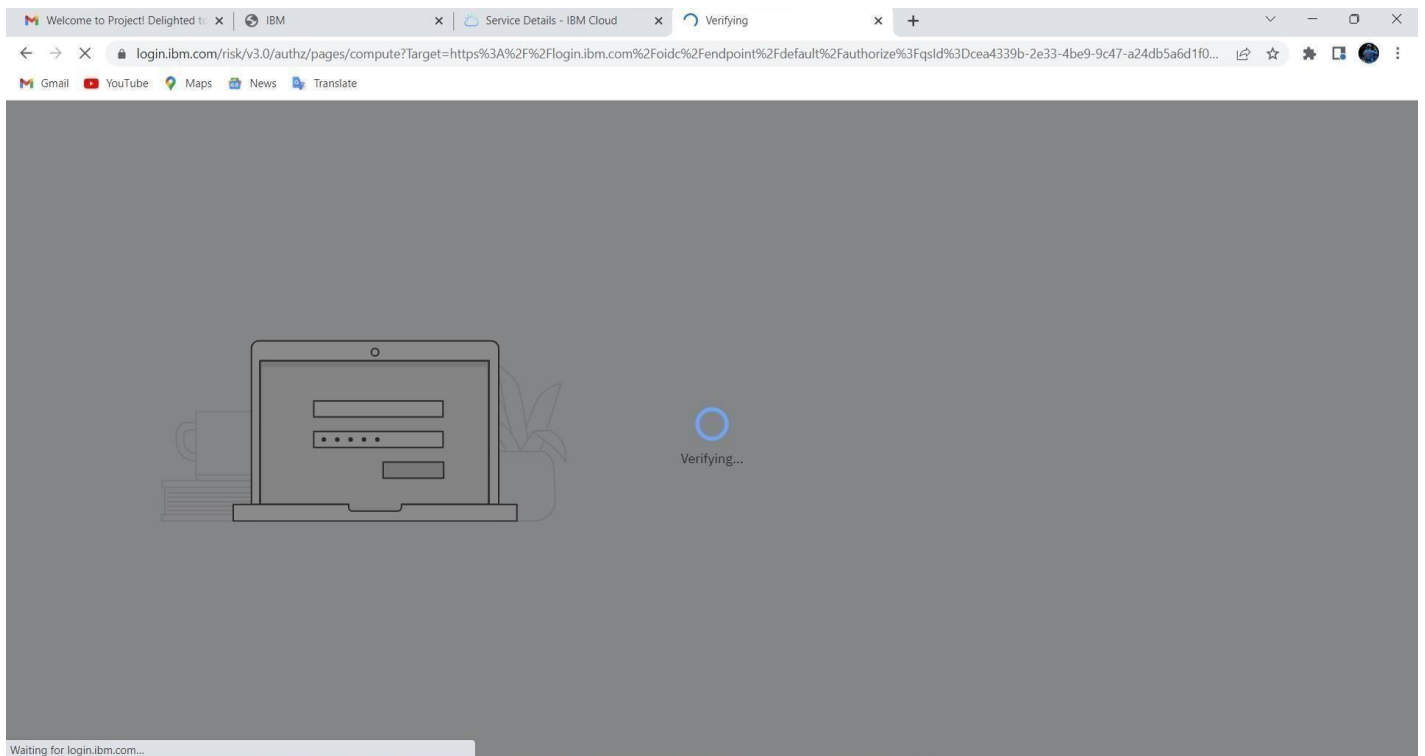 Welcome to Project! Delighted to
IBM
Service Details - IBM Cloud
Verifying
login.ibm.com/risk/v3.0/authz/pages/compute?Target=https%3A%2F%2Flogin.ibm.com%2Foidc%2Fendpoint%2Fdefault%2Fauthorize%3FqsId%3Dcea4339b-2e33-4be9-9c47-a24db5a6d1f0...
Gmail YouTube Maps News Translate
Verifying...
Waiting for login.ibm.com...